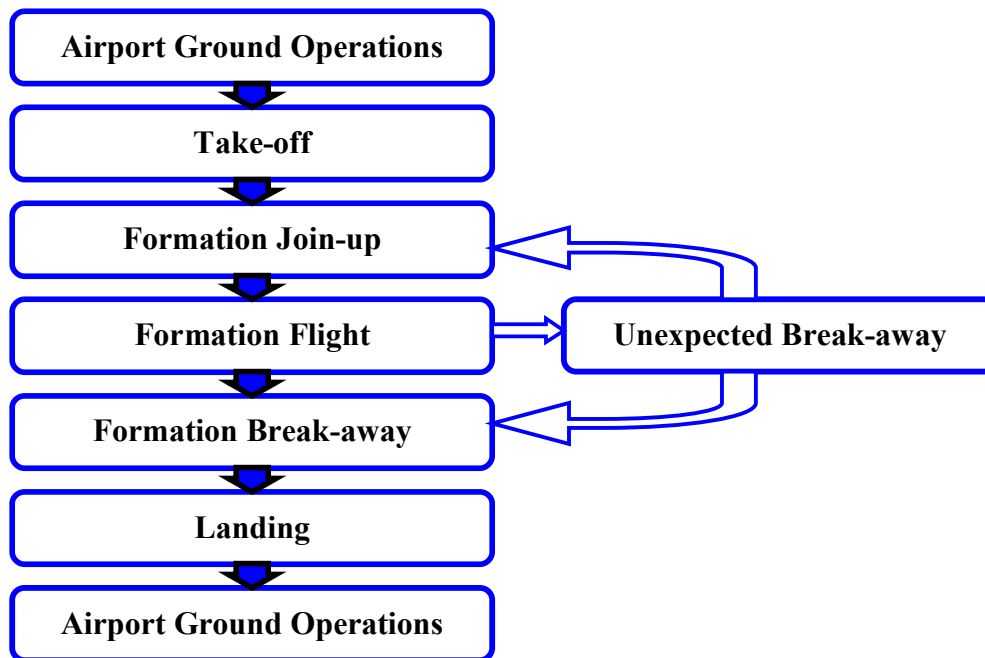 Airport Ground Operations
Take-off
Formation Join-up
Formation Flight
Unexpected Break-away
Formation Break-away
Landing
Airport Ground Operations